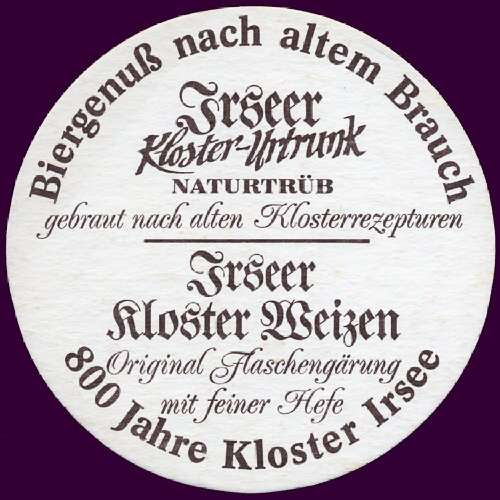 Biergenuß nach altem Brauch
Irseer
Kloster-Urtrunk
NATURTRÜB
gebraut nach alten Klosterrezepturen
Irseer
Kloster Weizen
Original Flaschengärung
mit feiner Hefe
800 Jahre Kloster Irsee